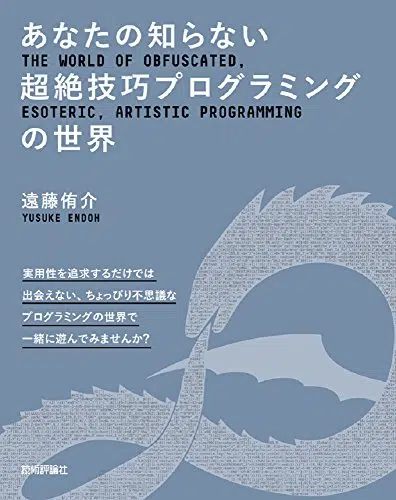 あなたの知らない
THE WORLD OF OBFUSCATED,
超絶技巧プログラミング
ESOTERIC, ARTISTIC PROGRAMMING
の世界
遠藤侑介
YUSUKE ENDOH
実用性を追求するだけでは
出会えない、ちょっぴり不思議な
プログラミングの世界で
一緒に遊んでみませんか?
技術評論社